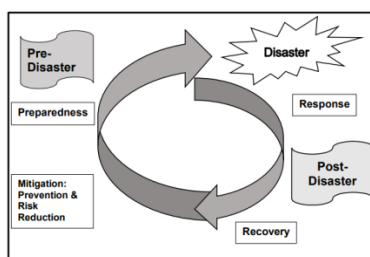 Pre-
Disaster
Disaster
Preparedness
Response
Mitigation:
Prevention &
Risk
Reduction
Post-
Disaster
Recovery